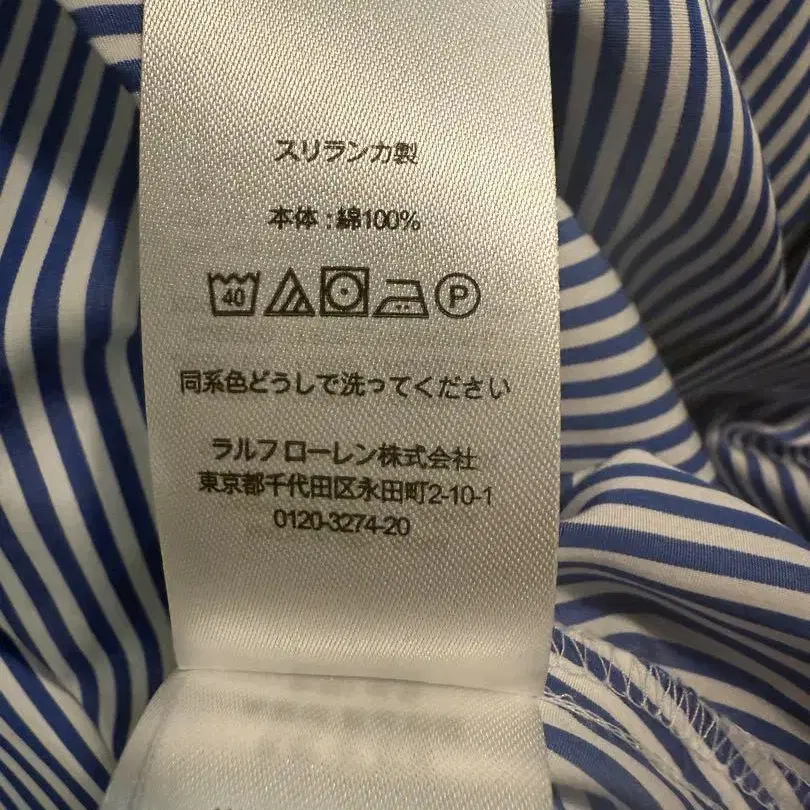 スリランカ製
本体 : 綿100%
40 P
同系色どうしで洗ってください
ラルフ ローレン株式会社
東京都千代田区永田町2-10-1
0120-3274-20